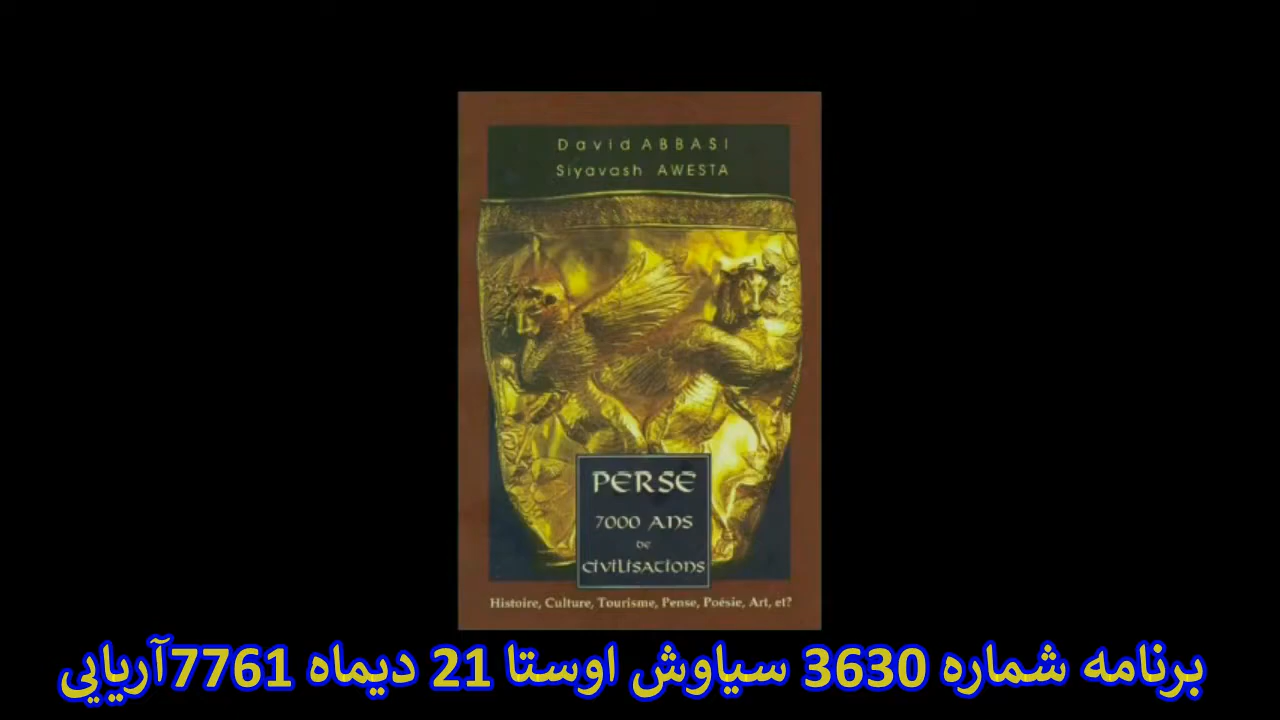 David ABBASI
Siyavash AWESTA
PERSE
7000 ANS
DE
CIVILISATIONS
Histoire, Culture, Tourisme, Pense, Poésie, Art, et?
برنامه شماره 3630 سیاوش اوستا 21 دیماه 7761آریایی